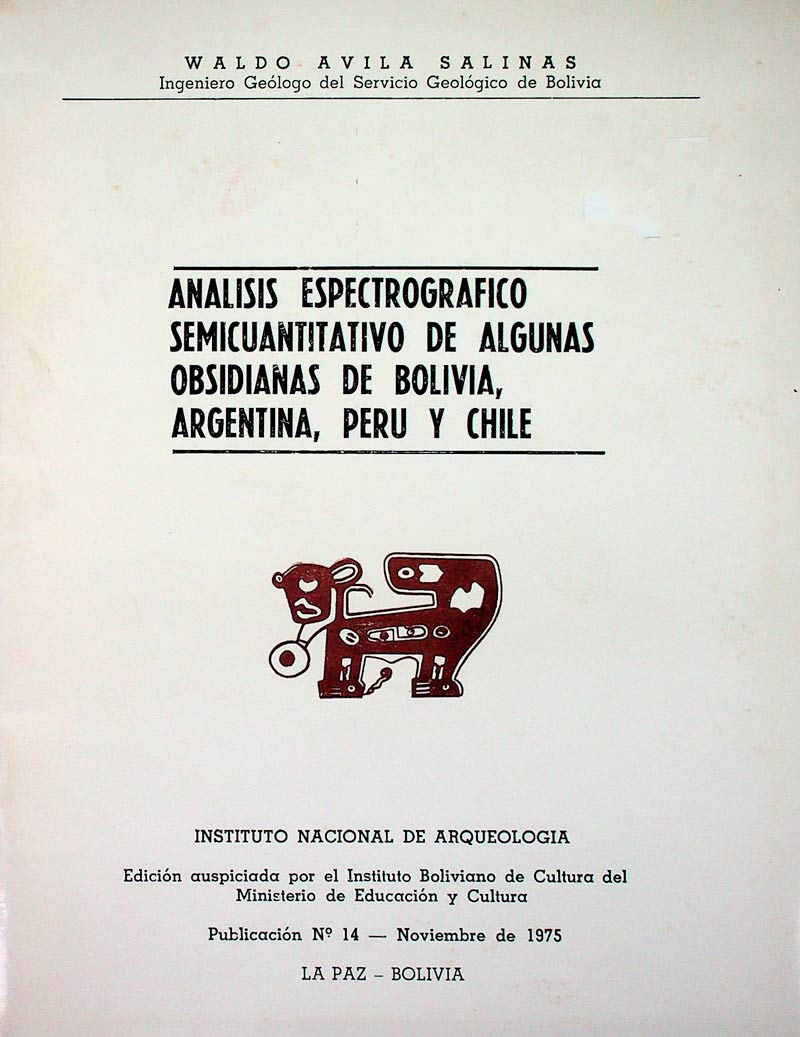 WALDO AVILA SALINAS
Ingeniero Geólogo del Servicio Geológico de Bolivia
ANALISIS ESPECTROGRAFICO
SEMICUANTITATIVO DE ALGUNAS
OBSIDIANAS DE BOLIVIA,
ARGENTINA, PERU Y CHILE
INSTITUTO NACIONAL DE ARQUEOLOGIA
Edición auspiciada por el Instituto Boliviano de Cultura del
Ministerio de Educación y Cultura
Publicación Nº 14 — Noviembre de 1975
LA PAZ – BOLIVIA